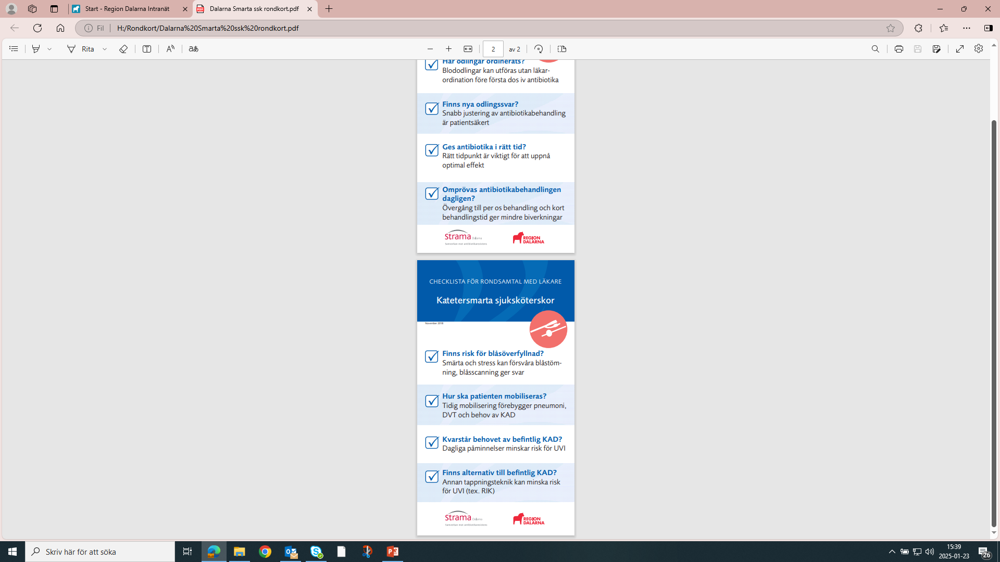 Start - Region Dalarna Intranät
Dalarna Smarta ssk rondkort.pdf
Fil
H:/Rondkort/Dalarna%20Smarta%20ssk%20rondkort.pdf
Rita
aあ
2
av 2
Har odlingar ordinerats?
Blododlingar kan utföras utan läkar-
ordination före första dos iv antibiotika
Finns nya odlingssvar?
Snabb justering av antibiotikabehandling
är patientsäkert
Ges antibiotika i rätt tid?
Rätt tidpunkt är viktigt för att uppnå
optimal effekt
Omprövas antibiotikabehandlingen
dagligen?
Övergång till per os behandling och kort
behandlingstid ger mindre biverkningar
Strama Dalarna
Samverkan mot antibiotikaresistens
REGION
DALARNA
CHECKLISTA FÖR RONDSAMTAL MED LÄKARE
Katetersmarta sjuksköterskor
November 2018
Finns risk för blåsöverfyllnad?
Smärta och stress kan försvåra blåstöm-
ning, blåsscanning ger svar
Hur ska patienten mobiliseras?
Tidig mobilisering förebygger pneumoni,
DVT och behov av KAD
Kvarstår behovet av befintlig KAD?
Dagliga påminnelser minskar risk för UVI
Finns alternativ till befintlig KAD?
Annan tappningsteknik kan minska risk
för UVI (tex. RIK)
Strama Dalarna
Samverkan mot antibiotikaresistens
REGION
DALARNA
Skriv här för att söka
15:39
2025-01-23
26